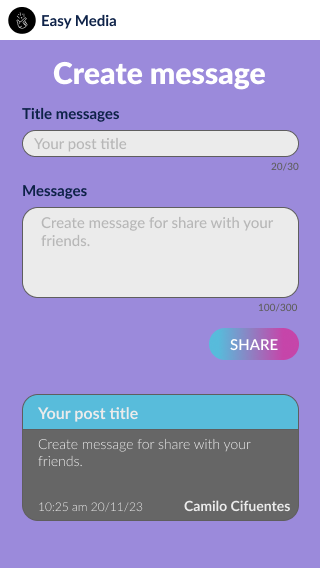 Easy Media
Create message
Title messages
Your post title
20/30
Messages
Create message for share with your
friends.
100/300
SHARE
Your post title
Create message for share with your
friends.
10:25 am 20/11/23
Camilo Cifuentes